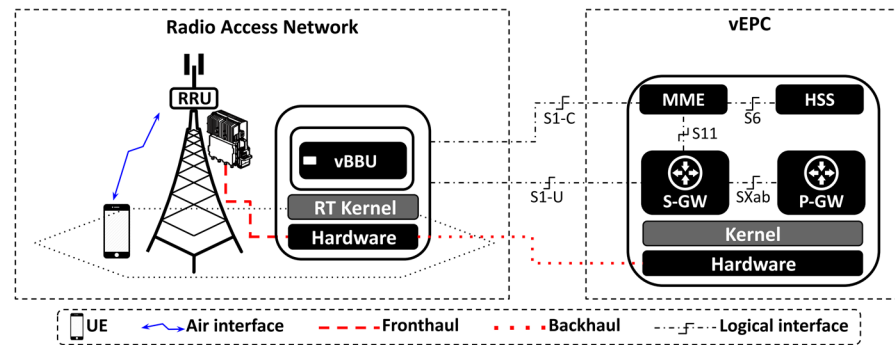 Radio Access Network
vEPC
RRU
MME
HSS
S1-C
S6
S11
vBBU
S-GW
P-GW
S1-U
SXab
RT Kernel
Kernel
Hardware
Hardware
UE
Air interface
Fronthaul
Backhaul
Logical interface